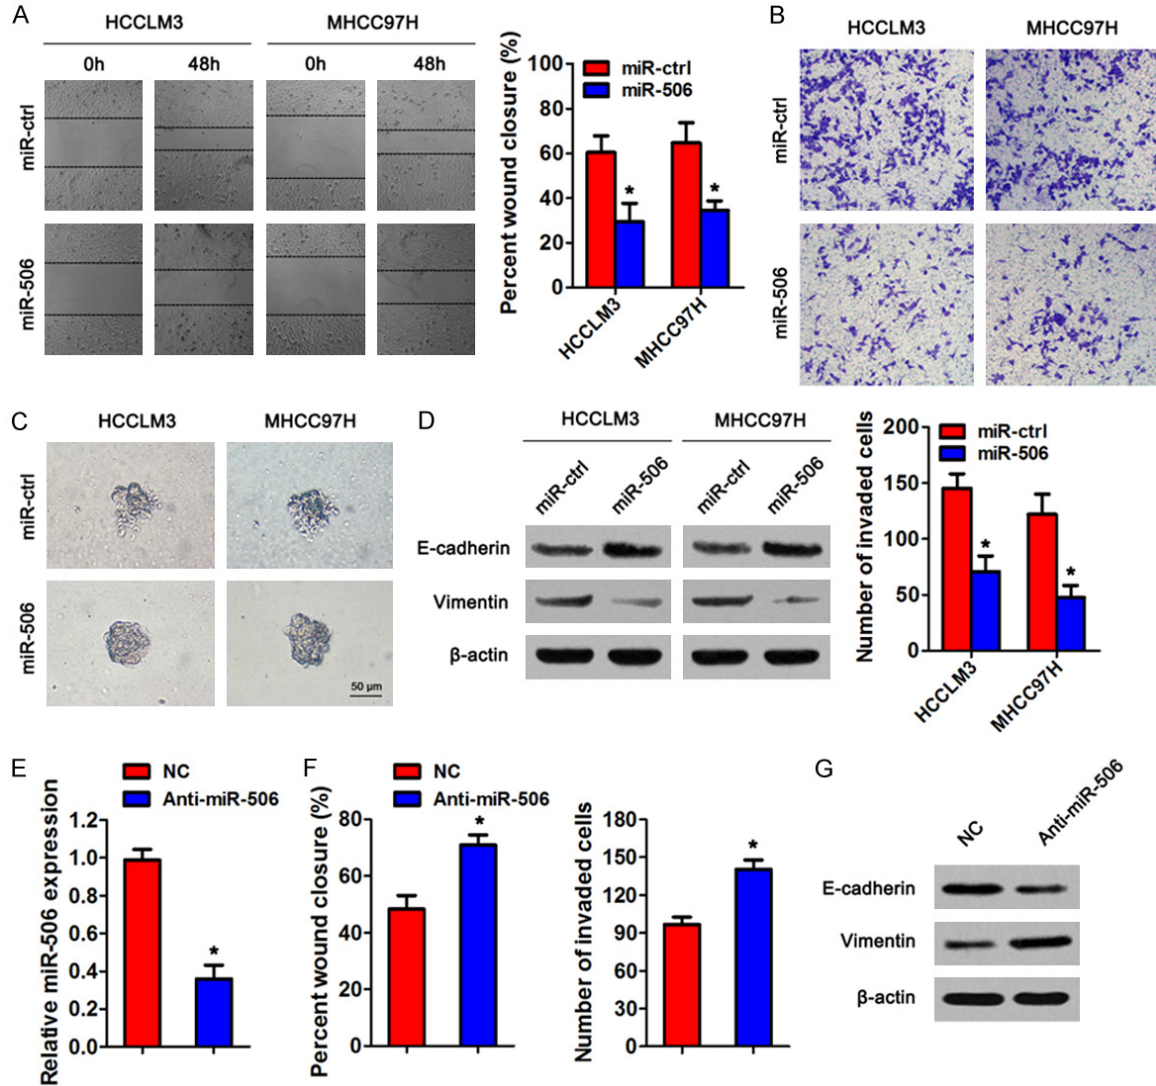 A
HCCLM3
MHCC97H
0h
48h
0h
48h
miR-ctrl
miR-506
Percent wound closure (%)
100
80
60
40
20
0
miR-ctrl
miR-506
*
*
HCCLM3
MHCC97H
B
HCCLM3
MHCC97H
miR-ctrl
miR-506
C
HCCLM3
MHCC97H
miR-ctrl
miR-506
50 μm
D
HCCLM3
MHCC97H
miR-ctrl
miR-506
miR-ctrl
miR-506
E-cadherin
Vimentin
β-actin
Number of invaded cells
200
150
100
50
0
miR-ctrl
miR-506
*
*
HCCLM3
MHCC97H
E
NC
Anti-miR-506
Relative miR-506 expression
1.2
1.0
0.8
0.6
0.4
0.2
0.0
*
F
NC
Anti-miR-506
Percent wound closure (%)
80
60
40
20
0
*
Number of invaded cells
180
150
120
90
60
30
0
*
G
NC
Anti-miR-506
E-cadherin
Vimentin
β-actin